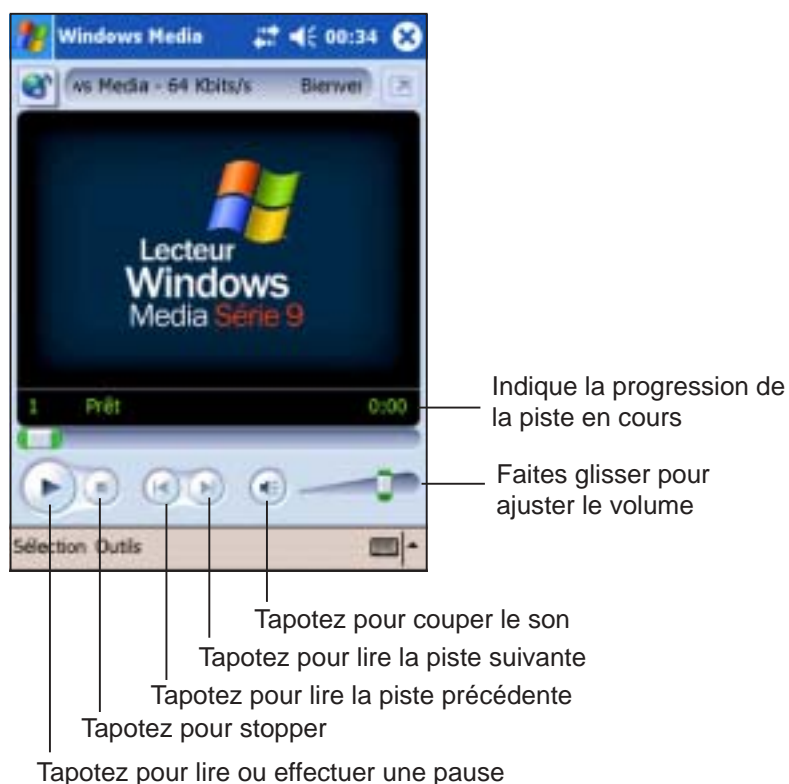 Windows Media 00:34
ws Media - 64 Kbits/s Bienver
Lecteur
Windows
Media Série 9
1 Prêt 0:00
Indique la progression de
la piste en cours
Faites glisser pour
ajuster le volume
Sélection Outils
Tapotez pour couper le son
Tapotez pour lire la piste suivante
Tapotez pour lire la piste précédente
Tapotez pour stopper
Tapotez pour lire ou effectuer une pause